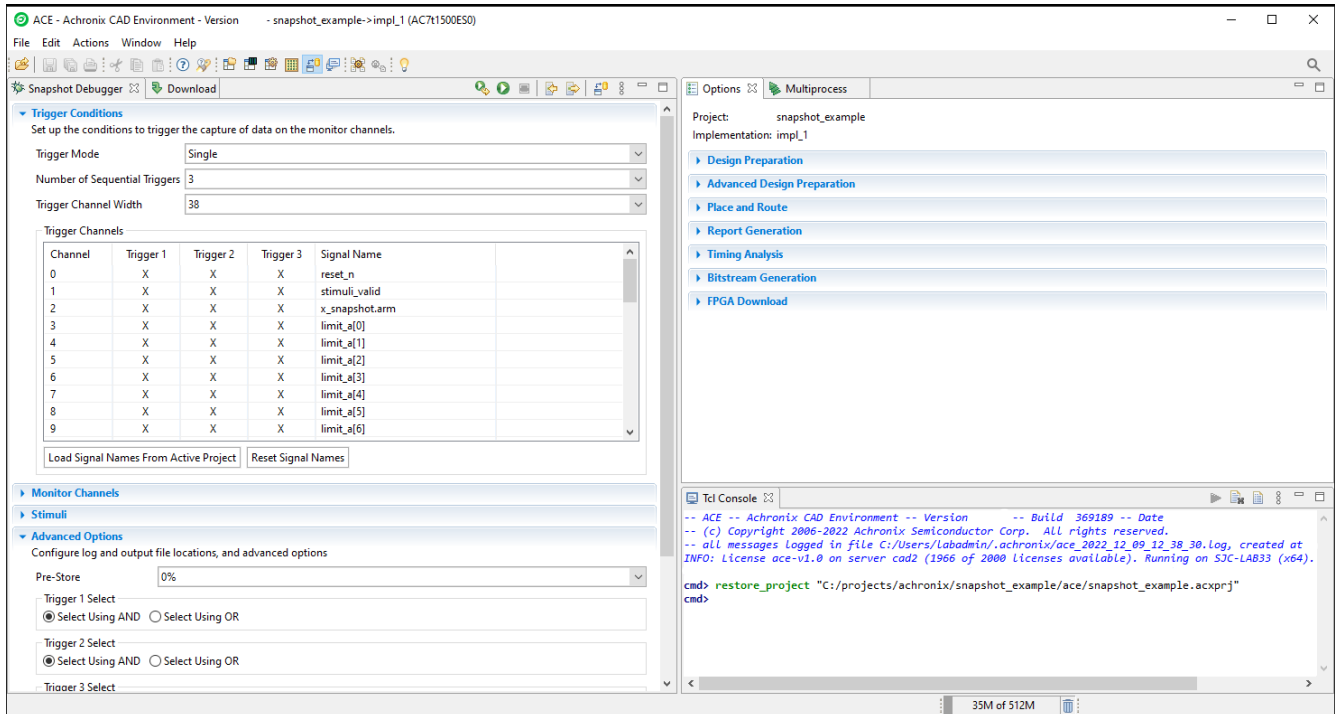 ACE - Achronix CAD Environment - Version - snapshot_example->impl_1 (AC7t1500ES0)
File Edit Actions Window Help
Snapshot Debugger Download
Trigger Conditions
Set up the conditions to trigger the capture of data on the monitor channels.
Trigger Mode Single
Number of Sequential Triggers 3
Trigger Channel Width 38
Trigger Channels
Channel Trigger 1 Trigger 2 Trigger 3 Signal Name
0 X X X reset_n
1 X X X stimuli_valid
2 X X X x_snapshot.arm
3 X X X limit_a[0]
4 X X X limit_a[1]
5 X X X limit_a[2]
6 X X X limit_a[3]
7 X X X limit_a[4]
8 X X X limit_a[5]
9 X X X limit_a[6]
Load Signal Names From Active Project Reset Signal Names
Monitor Channels
Stimuli
Advanced Options
Configure log and output file locations, and advanced options
Pre-Store 0%
Trigger 1 Select
Select Using AND Select Using OR
Trigger 2 Select
Select Using AND Select Using OR
Trigger 3 Select
Options Multiprocess
Project: snapshot_example
Implementation: impl_1
Design Preparation
Advanced Design Preparation
Place and Route
Report Generation
Timing Analysis
Bitstream Generation
FPGA Download
Tcl Console
-- ACE -- Achronix CAD Environment -- Version -- Build 369189 -- Date
-- (c) Copyright 2006-2022 Achronix Semiconductor Corp. All rights reserved.
-- all messages logged in file C:/Users/labadmin/.achronix/ace_2022_12_09_12_38_30.log, created at
INFO: License ace-v1.0 on server cad2 (1966 of 2000 licenses available). Running on SJC-LAB33 (x64).
cmd> restore_project "C:/projects/achronix/snapshot_example/ace/snapshot_example.acxprj"
cmd>
35M of 512M